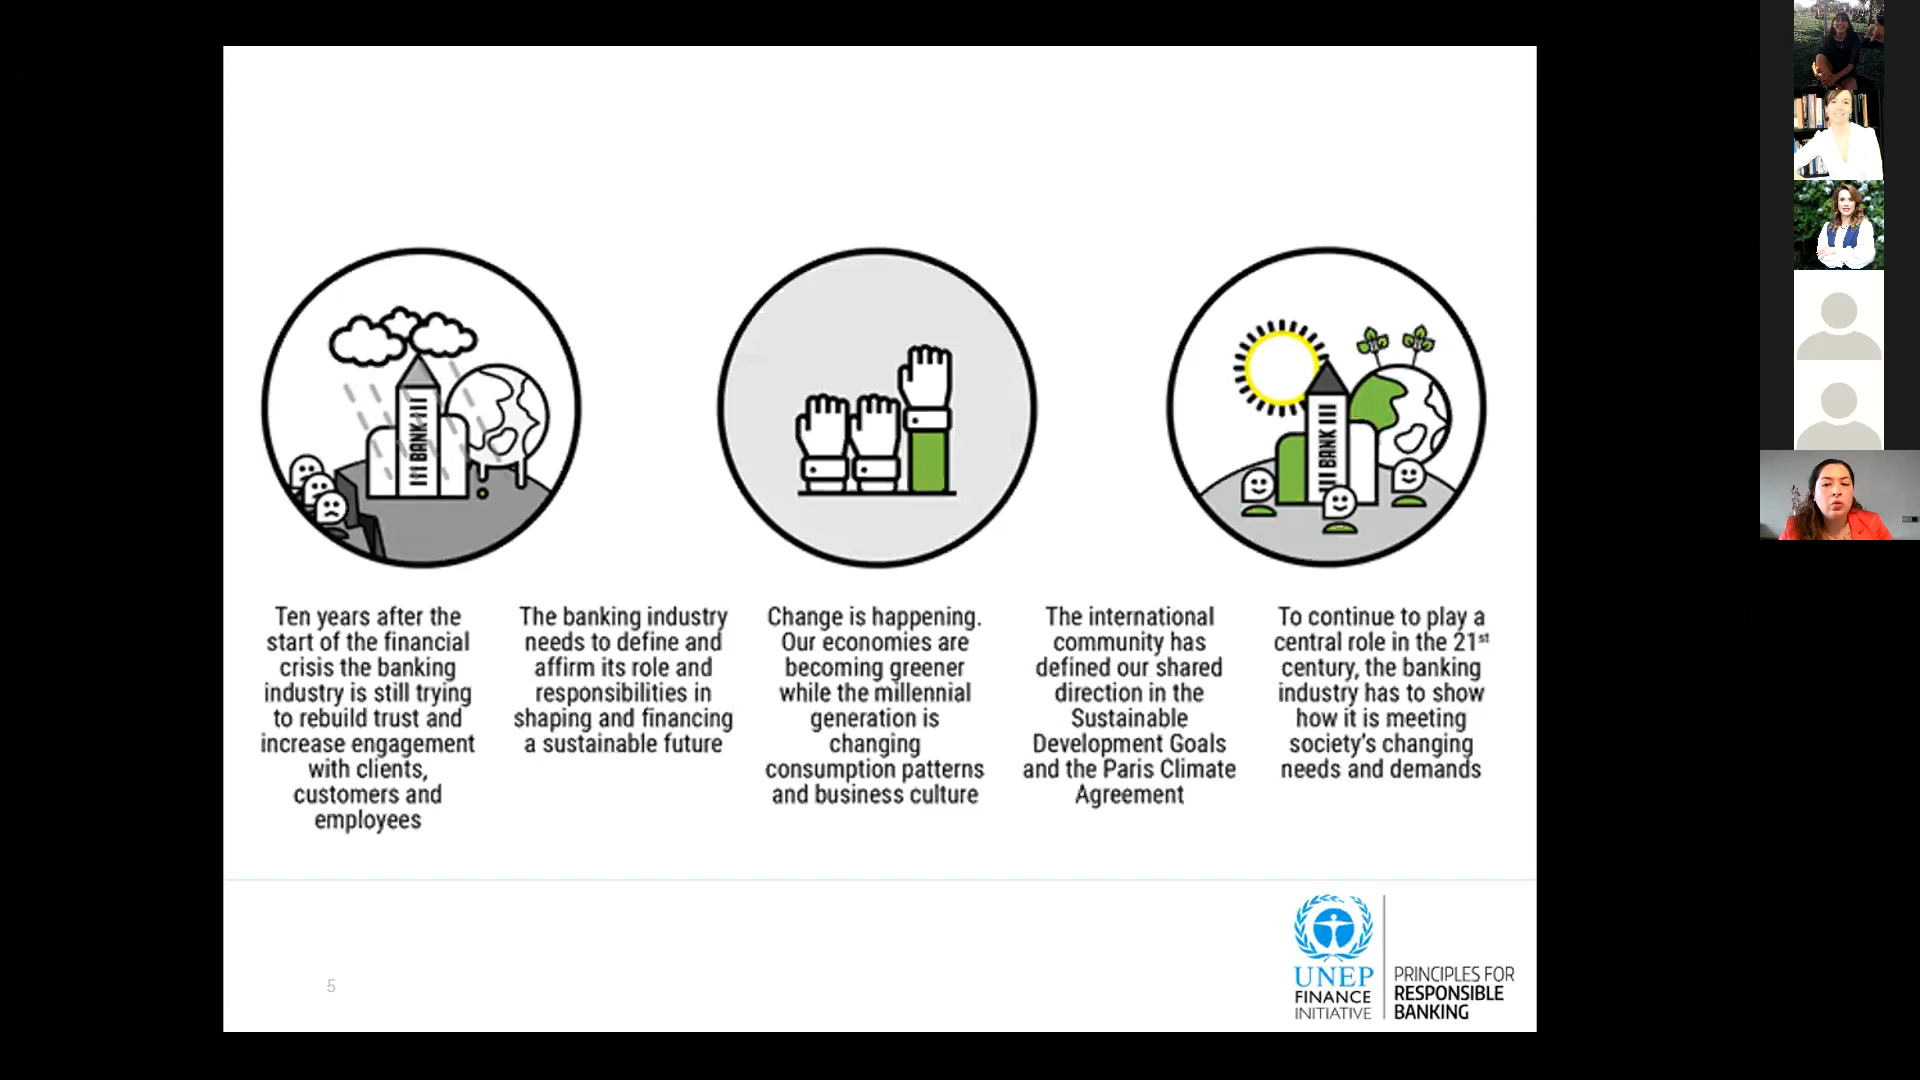 BANK
BANK
Ten years after the
start of the financial
crisis the banking
industry is still trying
to rebuild trust and
increase engagement
with clients,
customers and
employees
The banking industry
needs to define and
affirm its role and
responsibilities in
shaping and financing
a sustainable future
Change is happening.
Our economies are
becoming greener
while the millennial
generation is
changing
consumption patterns
and business culture
The international
community has
defined our shared
direction in the
Sustainable
Development Goals
and the Paris Climate
Agreement
To continue to play a
central role in the 21st
century, the banking
industry has to show
how it is meeting
society's changing
needs and demands
5
UNEP
FINANCE
INITIATIVE
PRINCIPLES FOR
RESPONSIBLE
BANKING